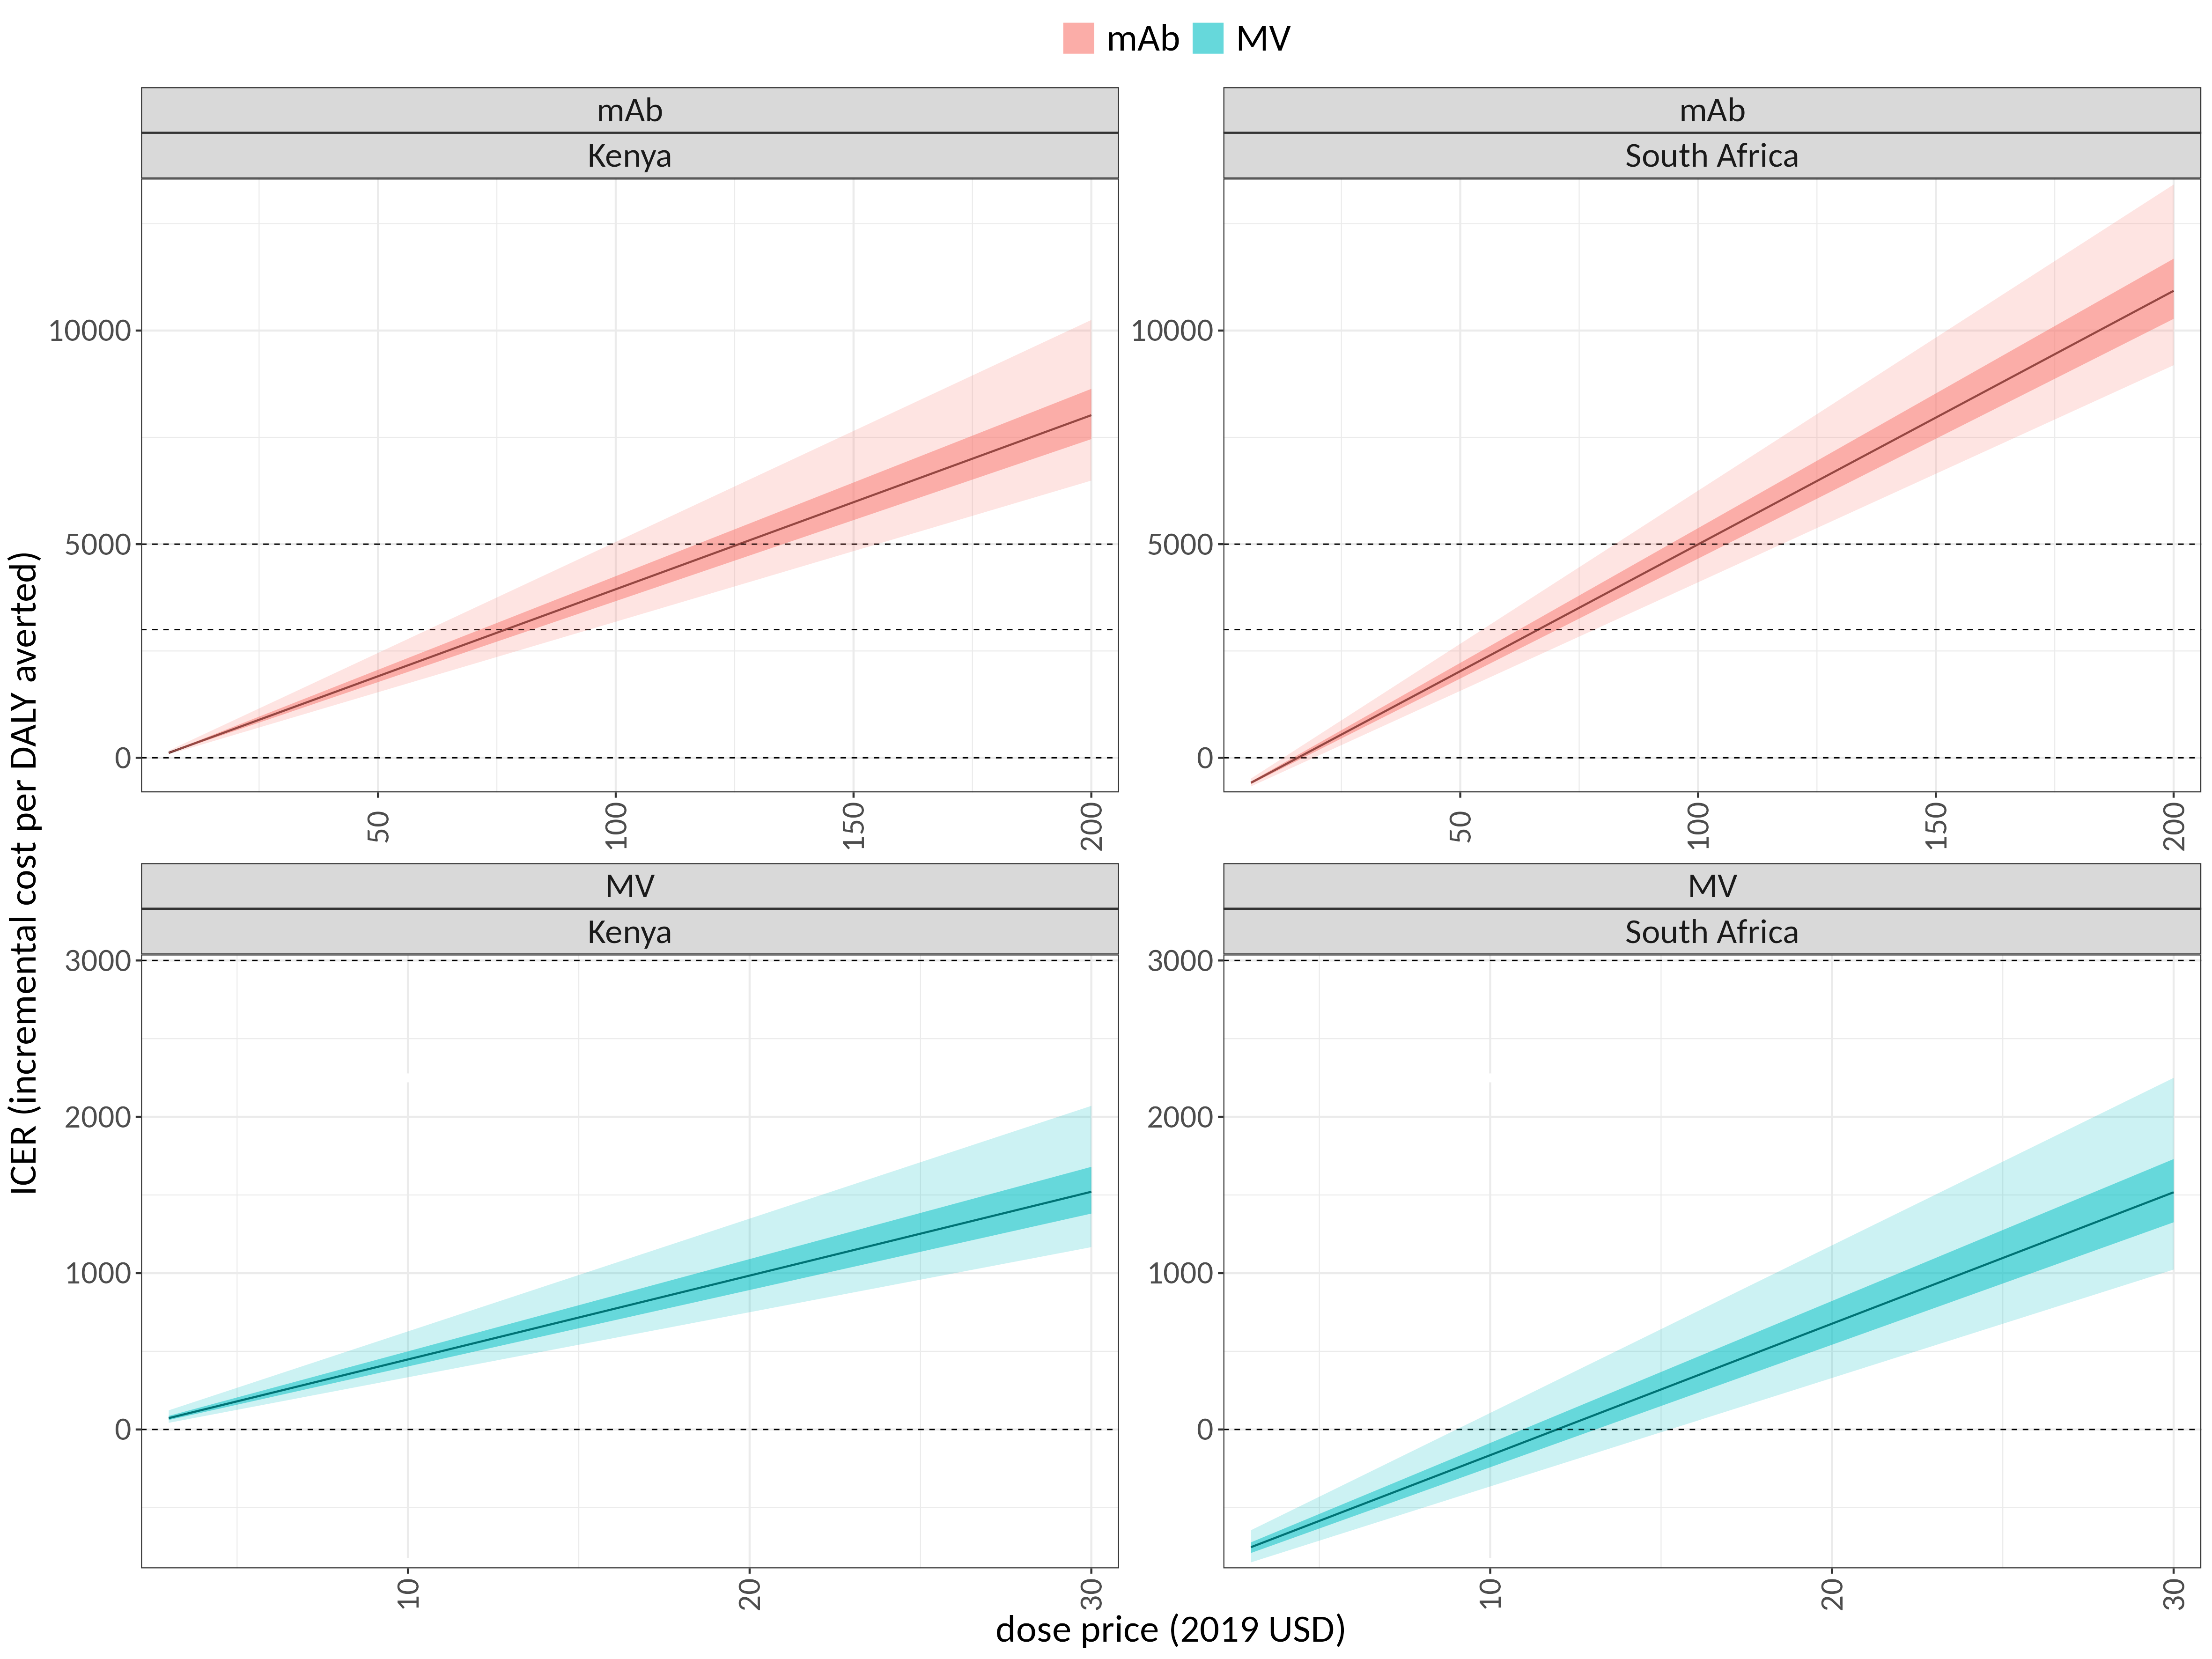 mAb MV
mAb
Kenya
mAb
South Africa
10000
5000
0
50 100 150 200
10000
5000
0
50 100 150 200
MV
Kenya
MV
South Africa
3000
2000
1000
0
10 20 30
3000
2000
1000
0
10 20 30
ICER (incremental cost per DALY averted)
dose price (2019 USD)